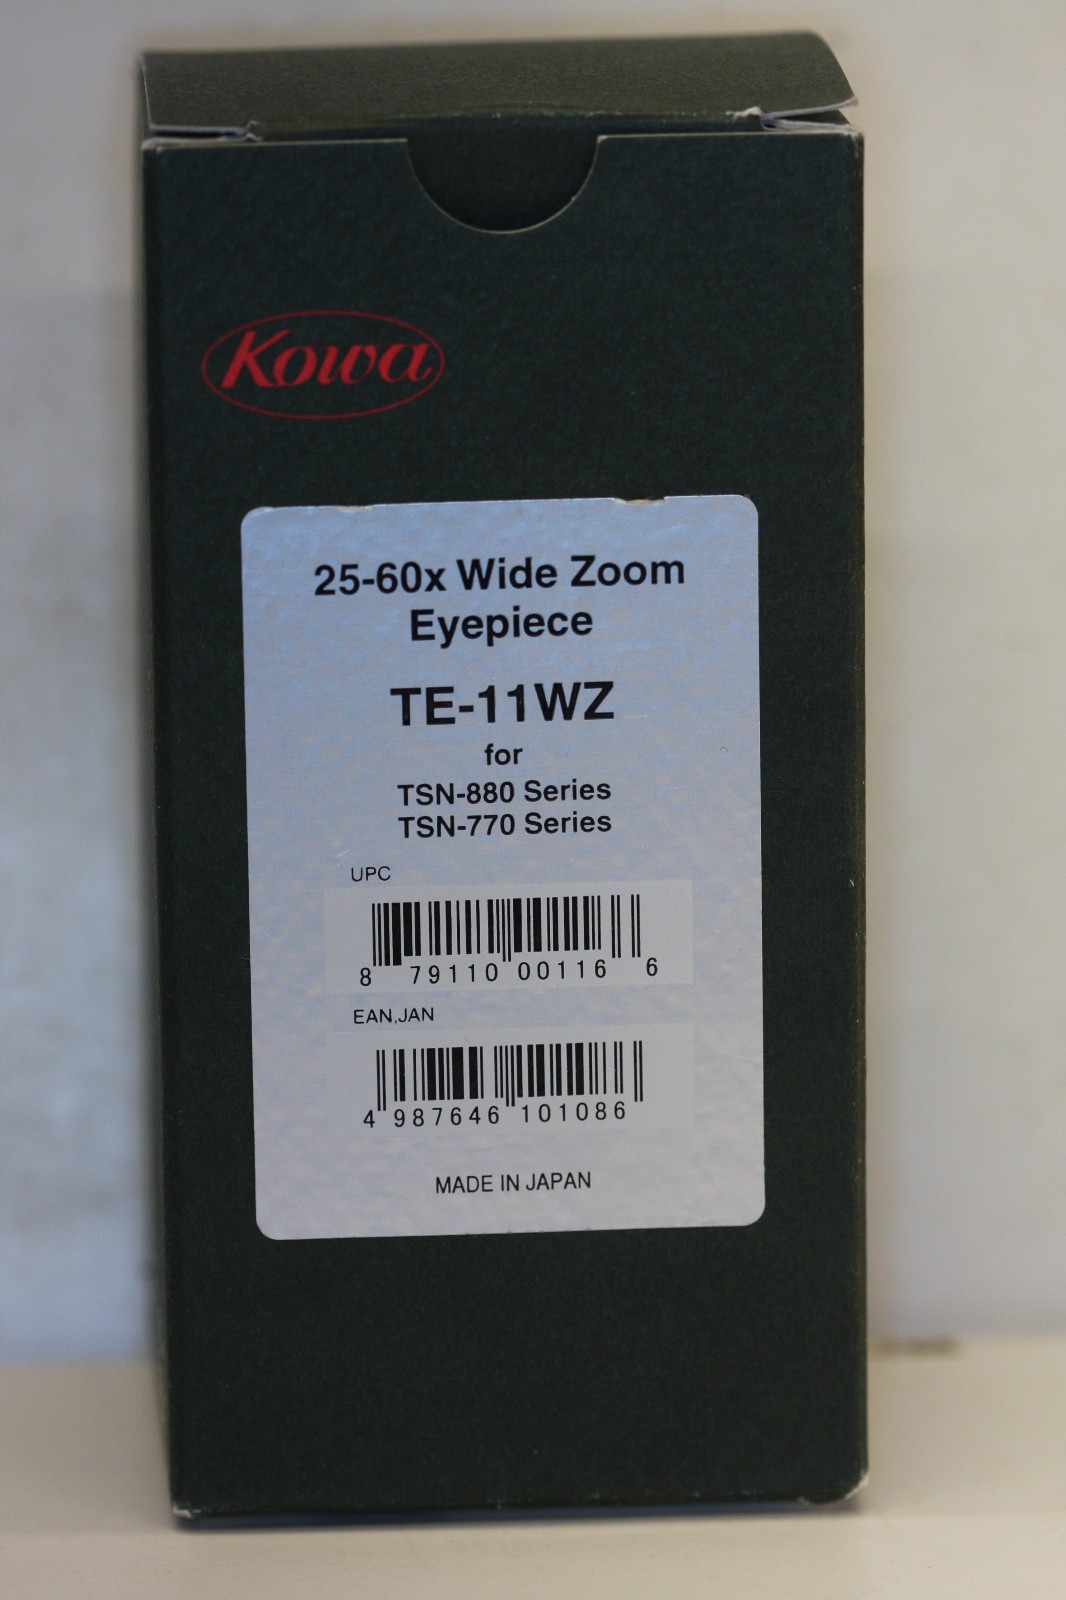 Kowa
25-60x Wide Zoom
Eyepiece
TE-11WZ
for
TSN-880 Series
TSN-770 Series
UPC
8 79110 00116 6
EAN,JAN
4 987646 101086
MADE IN JAPAN